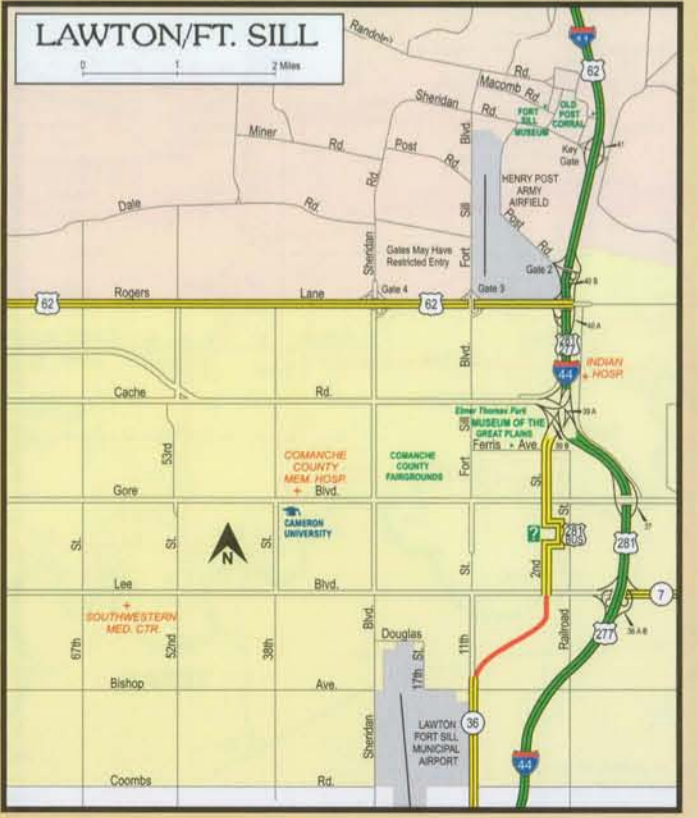 LAWTON/FT. SILL
0 1 2 Miles
44
62
Randolph
Rd.
Macomb Rd.
Sheridan Rd.
FORT
SILL
MUSEUM
OLD
POST
CORRAL
Miner Rd.
Post Rd.
Blvd.
Key
Gate
41
HENRY POST
ARMY
AIRFIELD
Rd.
Dale Rd.
Sill
Post Rd.
Sheridan
Gates May Have
Restricted Entry
Fort
Gate 2
40 B
Gate 4
Gate 3
62
Rogers Lane
62
40 A
281
277
Blvd.
44
INDIAN
HOSP.
Cache Rd.
39 A
Elmer Thomas Park
MUSEUM OF THE
GREAT PLAINS
Ferris Ave.
39 B
Sill
53rd
COMANCHE
COUNTY
MEM. HOSP.
COMANCHE
COUNTY
FAIRGROUNDS
Fort
Gore Blvd.
St.
St.
37
CAMERON
UNIVERSITY
N
?
281
BUS
281
St.
St.
St.
St.
2nd
Lee Blvd.
7
36 A-B
SOUTHWESTERN
MED. CTR.
67th
52nd
38th
Blvd.
Douglas
11th
Railroad
277
17th St.
Bishop Ave.
Sheridan
LAWTON
FORT SILL
MUNICIPAL
AIRPORT
36
44
Coombs Rd.